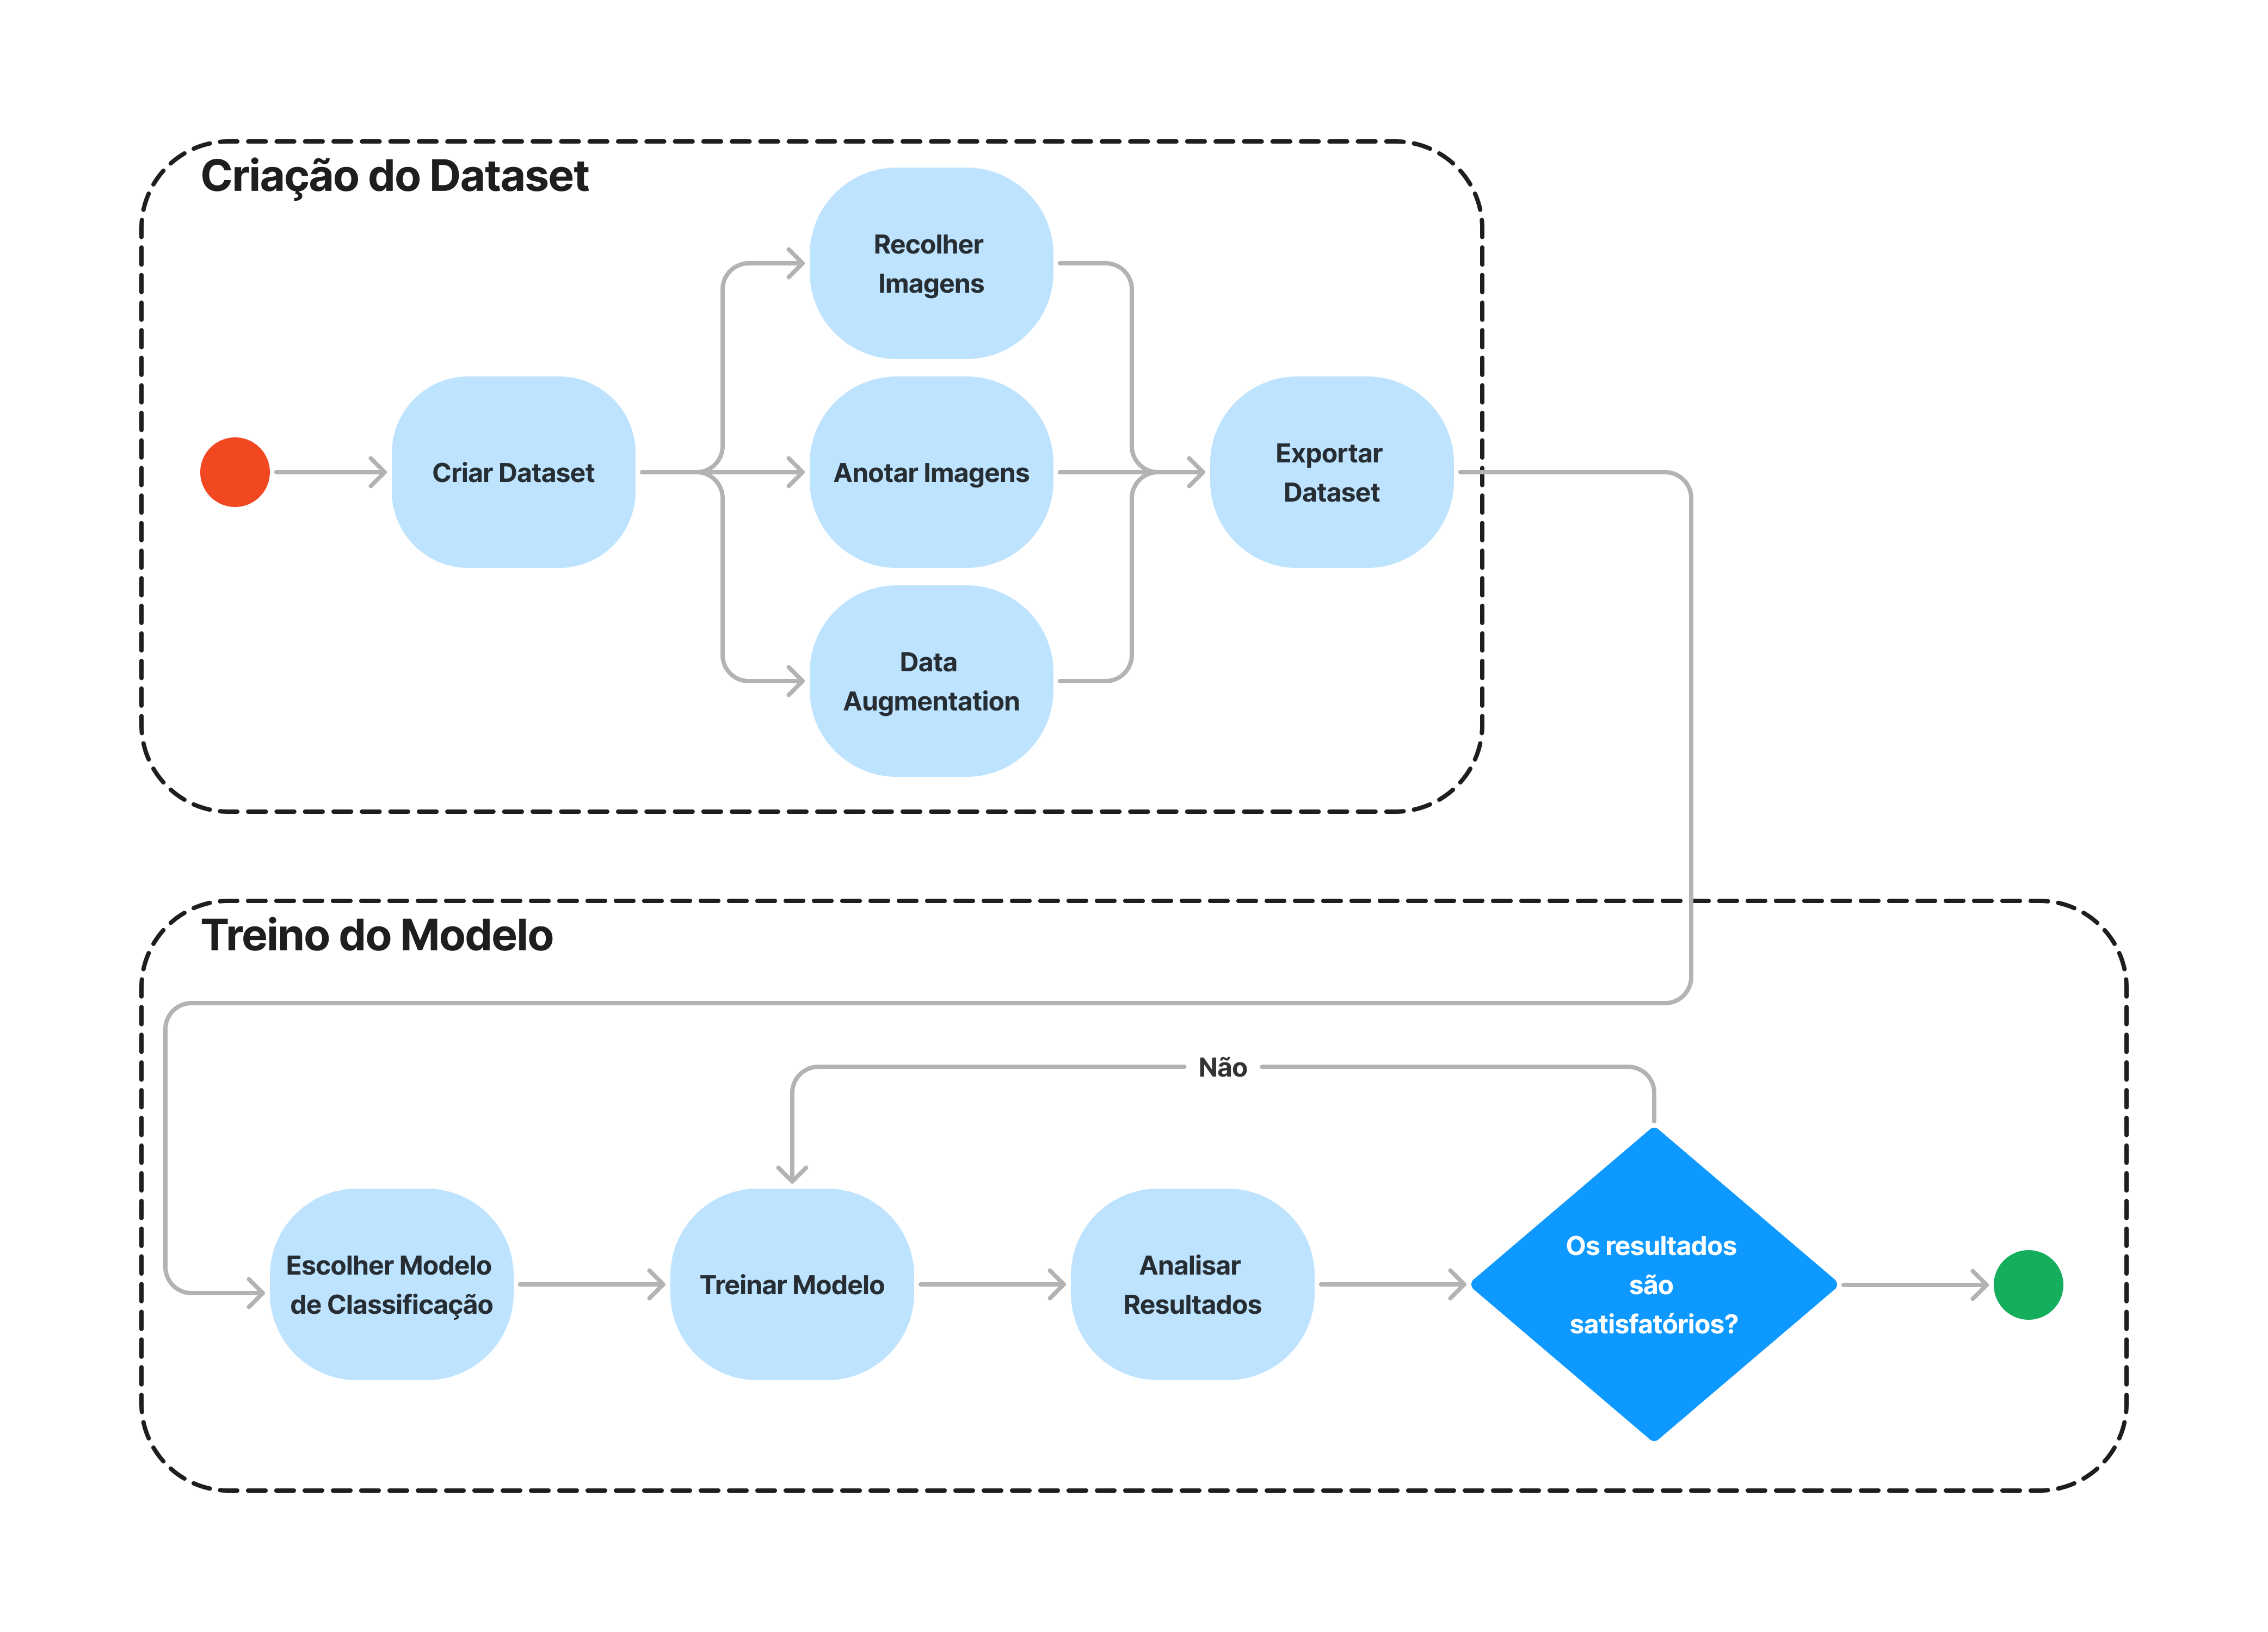 Criação do Dataset
Recolher
Imagens
Criar Dataset
Anotar Imagens
Exportar
Dataset
Data
Augmentation
Treino do Modelo
Não
Escolher Modelo
de Classificação
Treinar Modelo
Analisar
Resultados
Os resultados
são
satisfatórios?